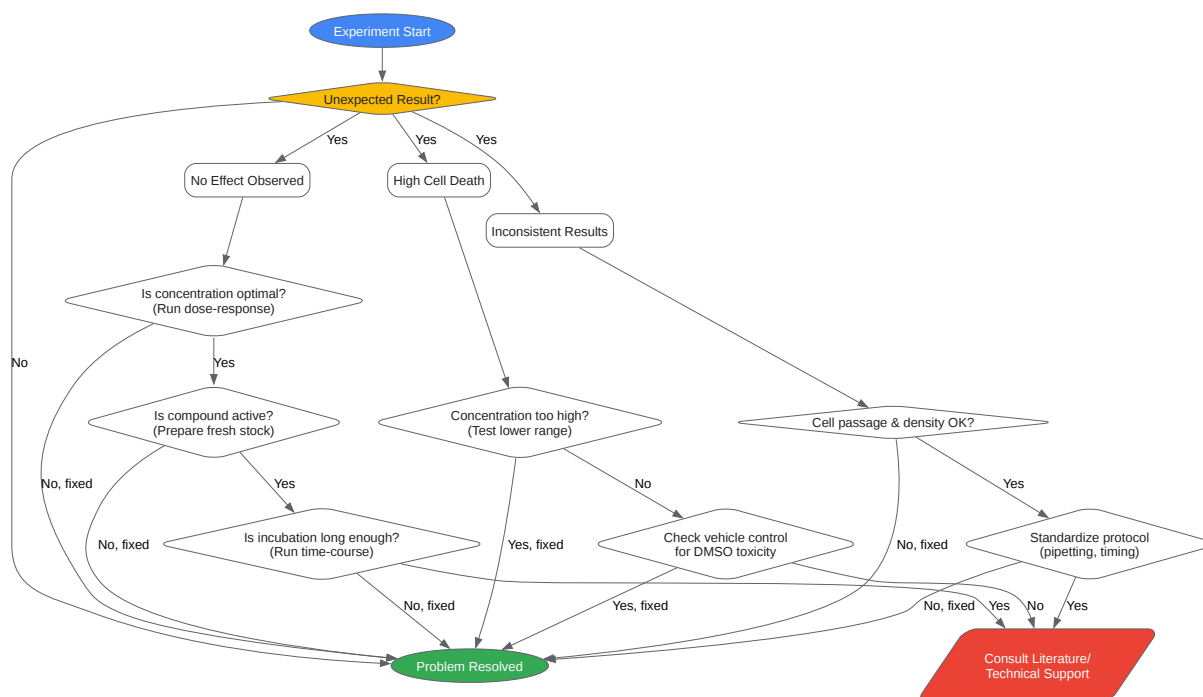 Experiment Start
Unexpected Result?
Yes
Yes
Yes
No Effect Observed
High Cell Death
Inconsistent Results
Is concentration optimal?
(Run dose-response)
No
Yes
Is compound active?
(Prepare fresh stock)
Concentration too high?
(Test lower range)
Cell passage & density OK?
No, fixed
Yes
No
Yes
No, fixed
Is incubation long enough?
(Run time-course)
Yes, fixed
Check vehicle control
for DMSO toxicity
No, fixed
Standardize protocol
(pipetting, timing)
No, fixed
Yes, fixed
No, fixed
Yes
No
Yes
Problem Resolved
Consult Literature/
Technical Support